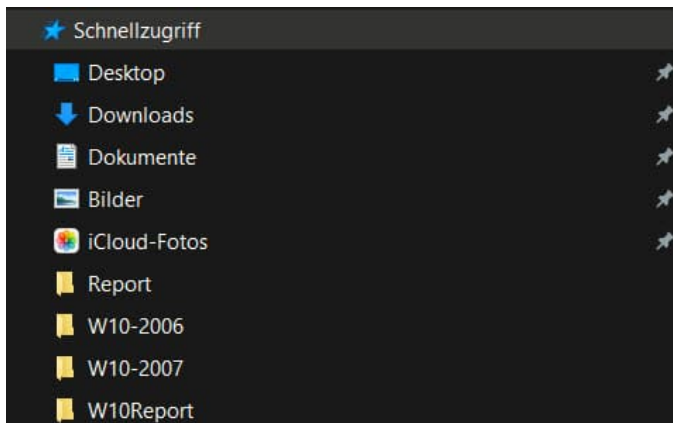 Schnellzugriff
Desktop
Downloads
Dokumente
Bilder
iCloud-Fotos
Report
W10-2006
W10-2007
W10Report